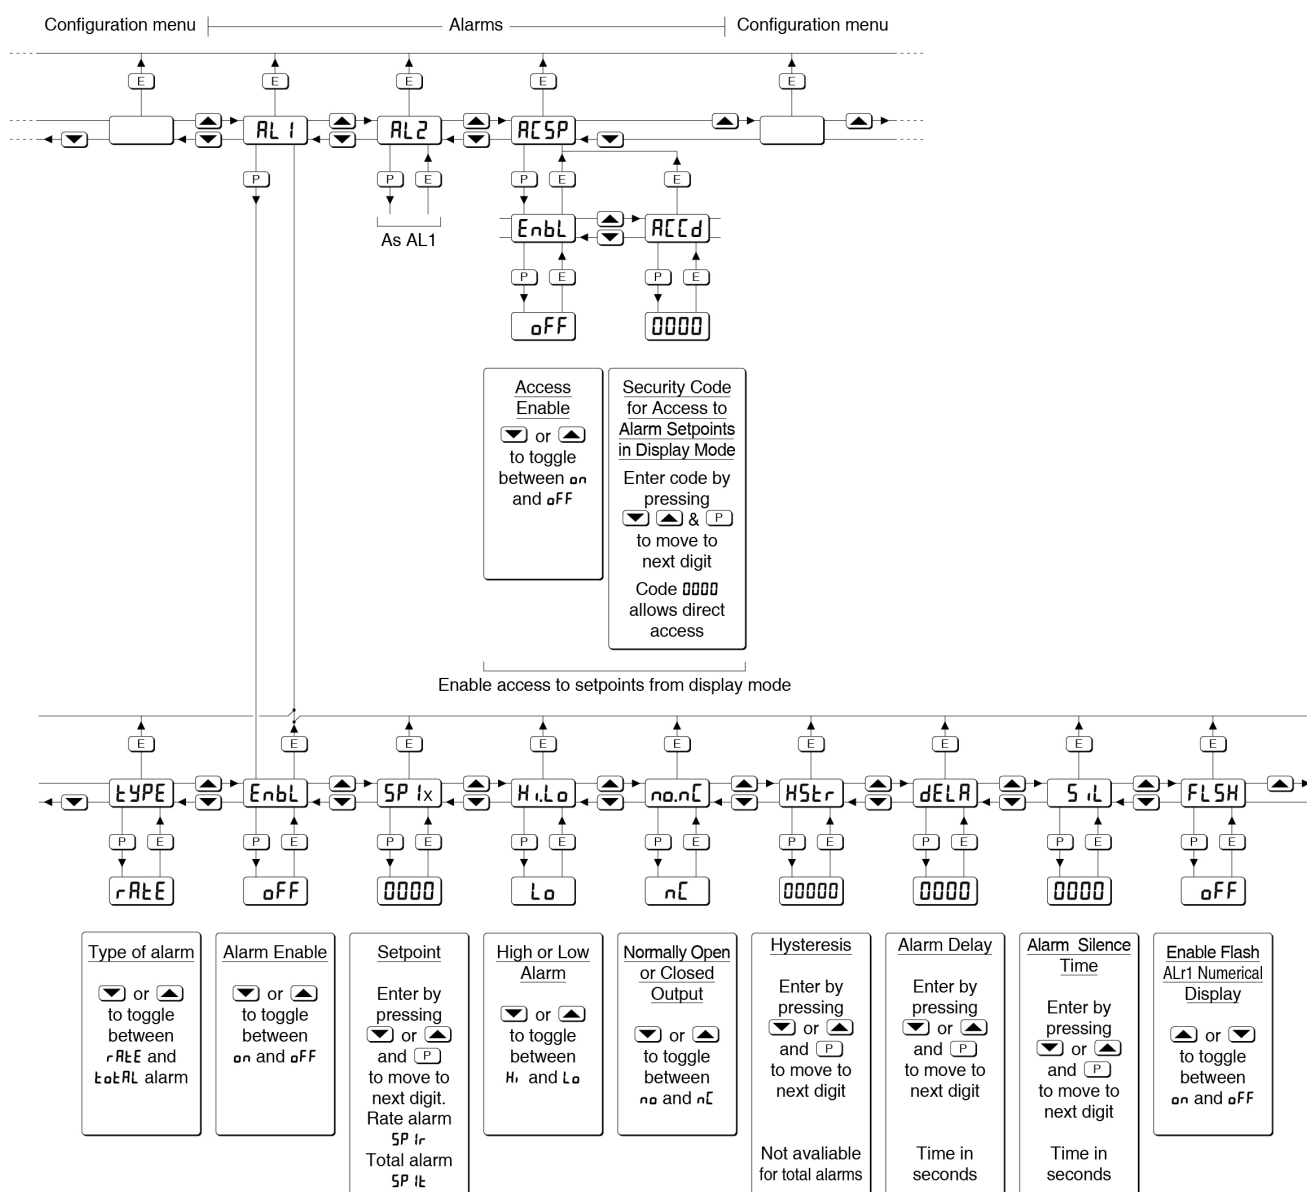 Configuration menu Alarms Configuration menu
E E E E E
AL1 AL2 ACSP
P P E P E E
As AL1
EnbL ACCd
P E P E
oFF 0000
Access
Enable
or
to toggle
between on
and oFF
Security Code
for Access to
Alarm Setpoints
in Display Mode
Enter code by
pressing
& P
to move to
next digit
Code 0000
allows direct
access
Enable access to setpoints from display mode
E E E E E E E E E
tYPE EnbL SP1x Hi.Lo no.nC HStr dELA SiL FLSH
P E P E P E P E P E P E P E P E P E
rAtE oFF 0000 Lo nC 00000 0000 0000 oFF
Type of alarm
or
to toggle
between
rAtE and
totAL alarm
Alarm Enable
or
to toggle
between
on and oFF
Setpoint
Enter by
pressing
or
and P
to move to
next digit.
Rate alarm
SP1r
Total alarm
SP1t
High or Low
Alarm
or
to toggle
between
Hi and Lo
Normally Open
or Closed
Output
or
to toggle
between
no and nC
Hysteresis
Enter by
pressing
or
and P
to move to
next digit
Not avaliable
for total alarms
Alarm Delay
Enter by
pressing
or
and P
to move to
next digit
Time in
seconds
Alarm Silence
Time
Enter by
pressing
or
and P
to move to
next digit
Time in
seconds
Enable Flash
ALr1 Numerical
Display
or
to toggle
between
on and oFF